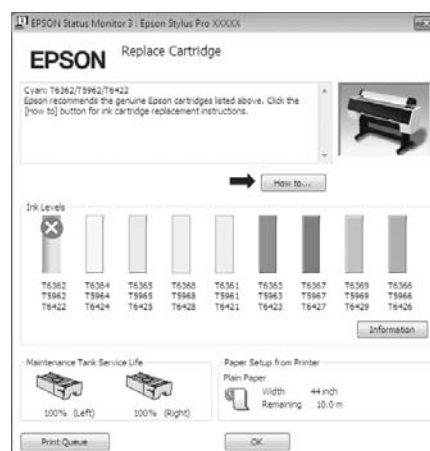 EPSON Status Monitor 3 : Epson Stylus Pro XXXXX
EPSON
Replace Cartridge
Cyan: T6362/T5962/T6422
Epson recommends the genuine Epson cartridges listed above. Click the
[How to] button for ink cartridge replacement instructions.
How to...
Ink Levels
T6362 T6364 T6365 T6368 T6361 T6363 T6367 T6369 T6366
T5962 T5964 T5965 T5968 T5961 T5963 T5967 T5969 T5966
T6422 T6424 T6425 T6428 T6421 T6423 T6427 T6429 T6426
Information
Maintenance Tank Service Life
100% (Left) 100% (Right)
Paper Setup from Printer
Plain Paper
Width 44 inch
Remaining 10.0 m
Print Queue
OK